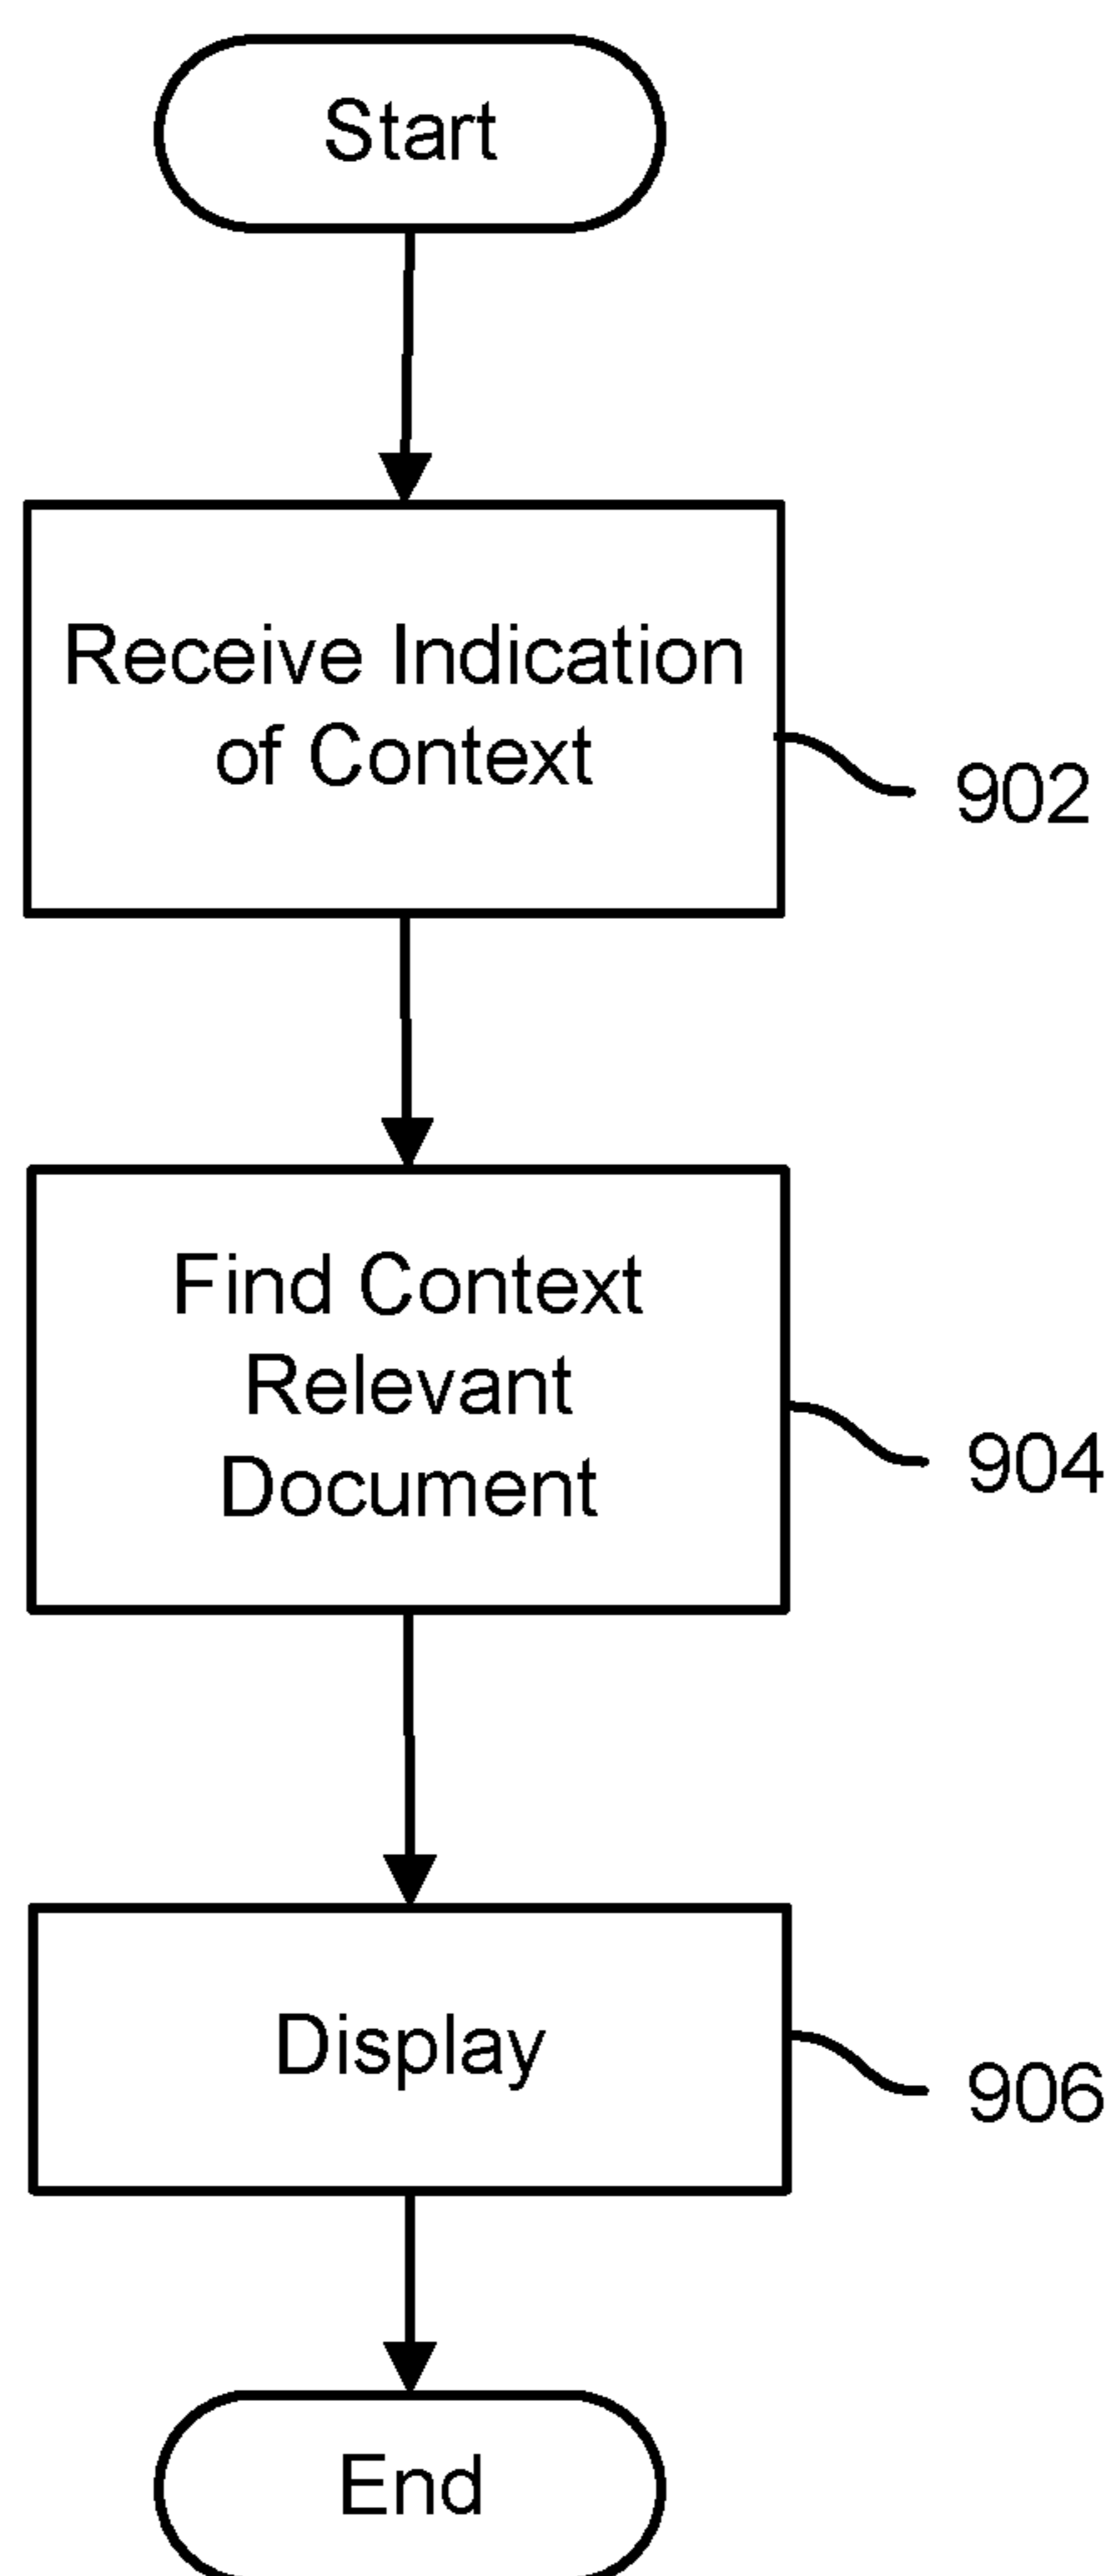 Start
Receive Indication
of Context
902
Find Context
Relevant
Document
904
Display
906
End